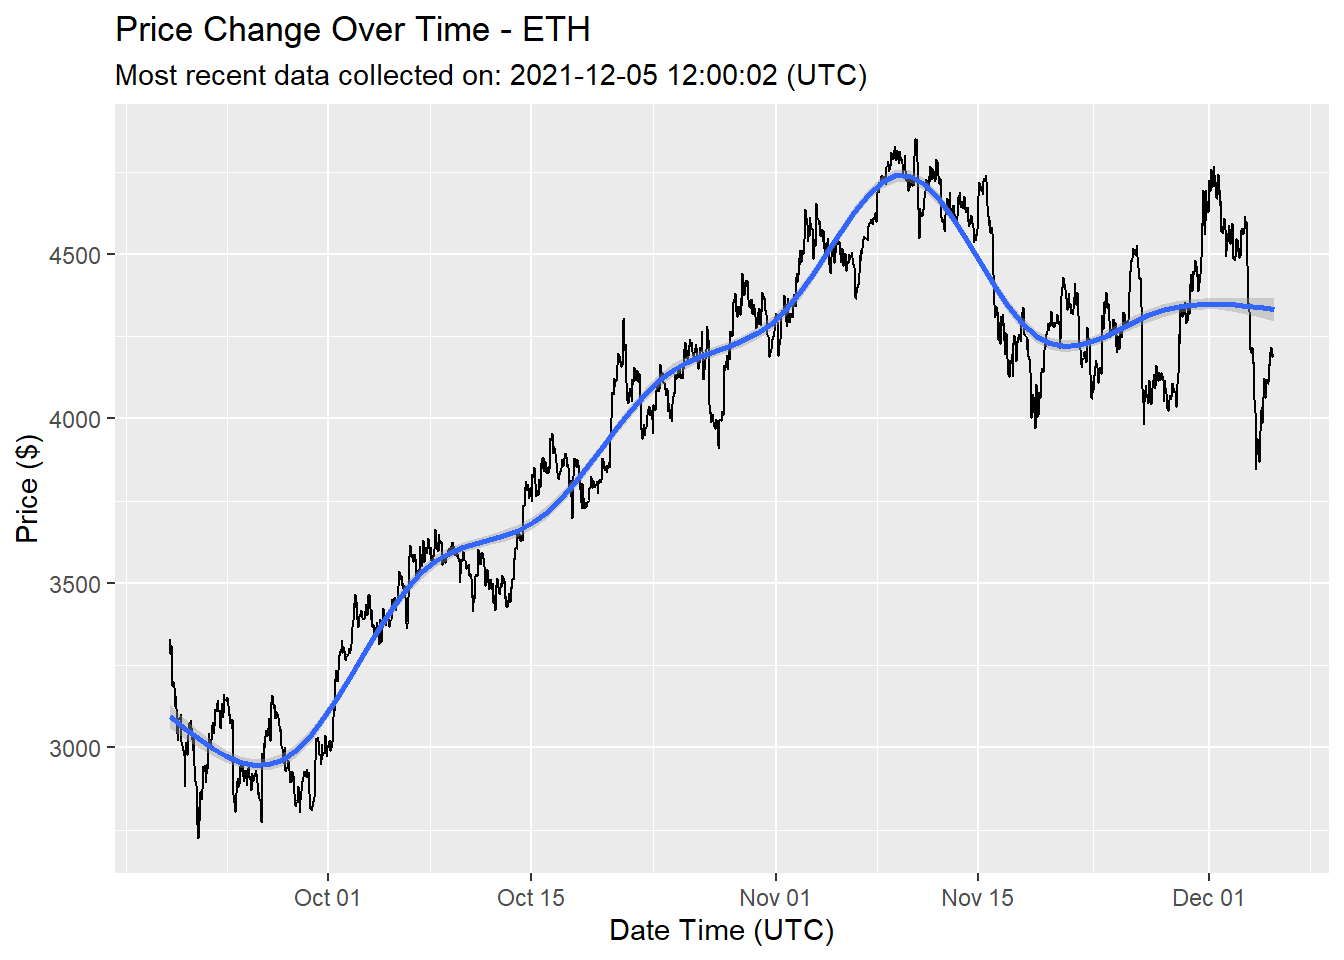 Price Change Over Time - ETH
Most recent data collected on: 2021-12-05 12:00:02 (UTC)
Price ($)
4500
4000
3500
3000
Oct 01
Oct 15
Nov 01
Nov 15
Dec 01
Date Time (UTC)